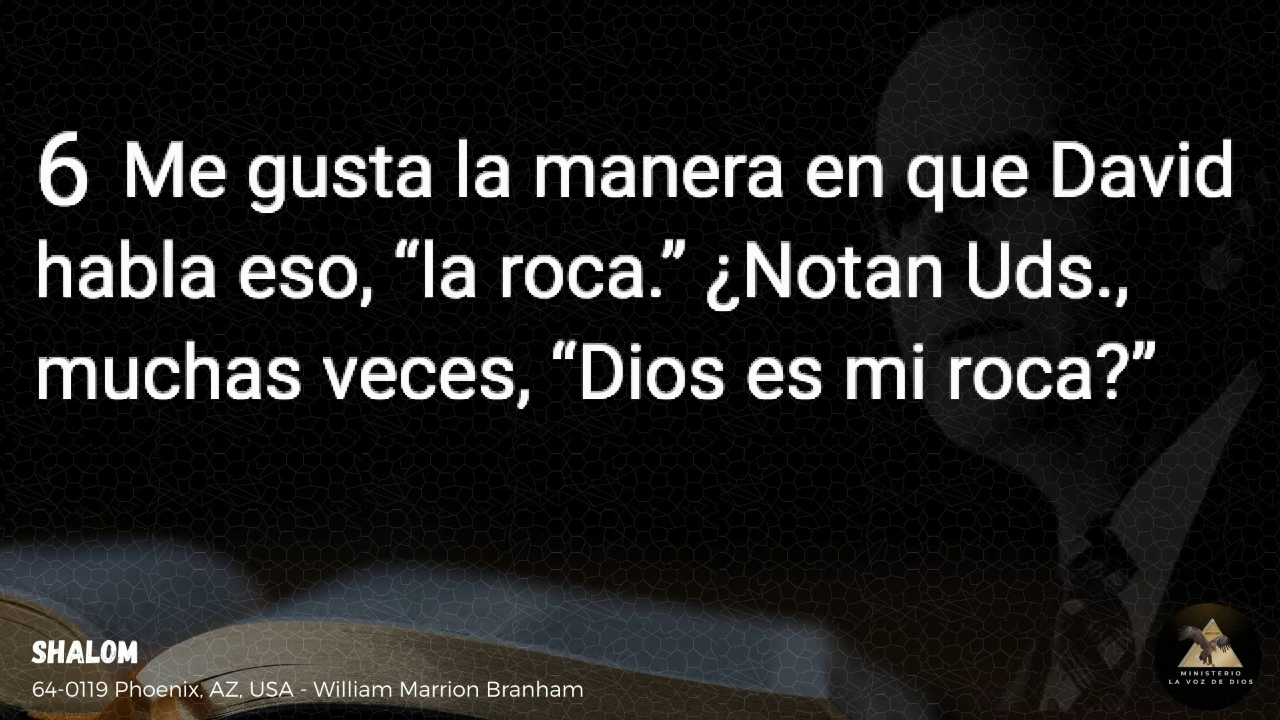 6 Me gusta la manera en que David
habla eso, “la roca.” ¿Notan Uds.,
muchas veces, “Dios es mi roca?”
SHALOM
64-0119 Phoenix, AZ, USA - William Marrion Branham
MINISTERIO
LA VOZ DE DIOS